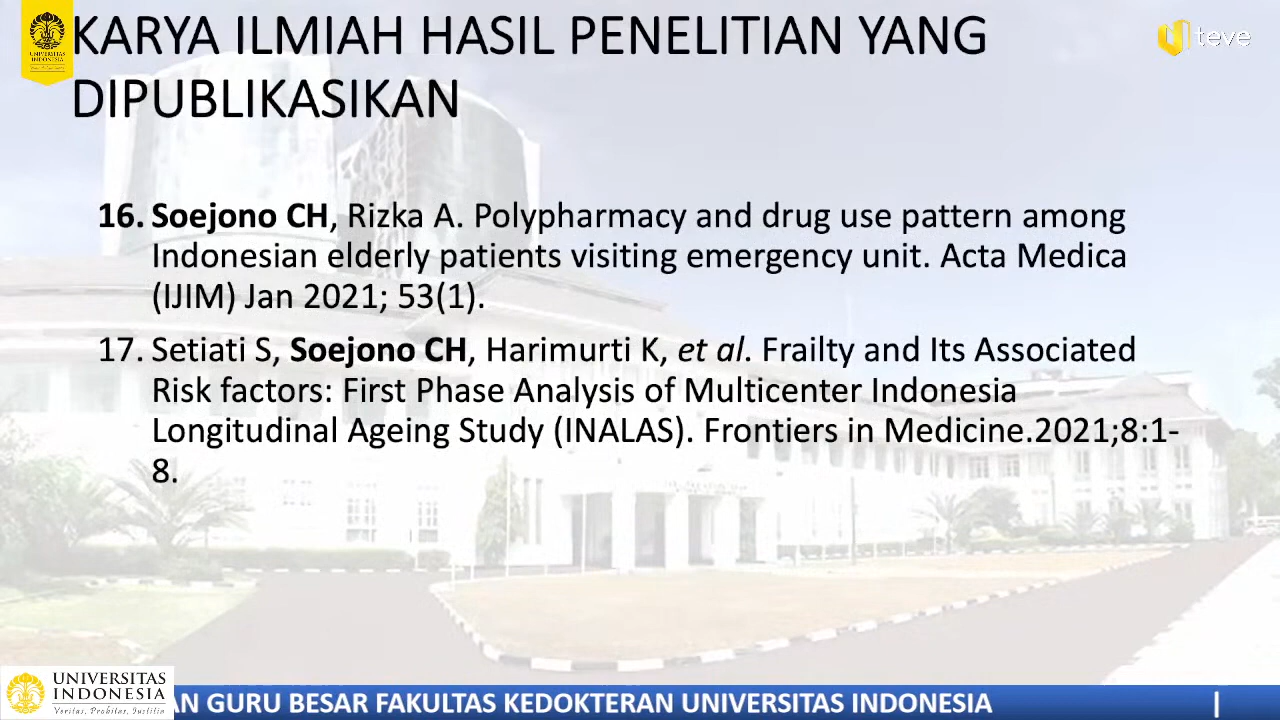 UNIVERSITAS
INDONESIA
KARYA ILMIAH HASIL PENELITIAN YANG
DIPUBLIKASIKAN
teve
16. Soejono CH, Rizka A. Polypharmacy and drug use pattern among
Indonesian elderly patients visiting emergency unit. Acta Medica
(IJIM) Jan 2021; 53(1).
17. Setiati S, Soejono CH, Harimurti K, et al. Frailty and Its Associated
Risk factors: First Phase Analysis of Multicenter Indonesia
Longitudinal Ageing Study (INALAS). Frontiers in Medicine.2021;8:1-
8.
UNIVERSITAS
INDONESIA
Veritas, Probitas, Iustitia
AN GURU BESAR FAKULTAS KEDOKTERAN UNIVERSITAS INDONESIA |